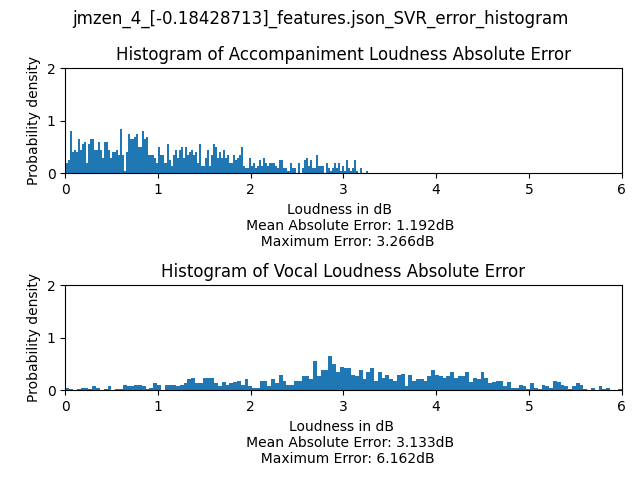 jmzen_4_[-0.18428713]_features.json_SVR_error_histogram
Histogram of Accompaniment Loudness Absolute Error
Probability density
2
1
0
0 1 2 3 4 5 6
Loudness in dB
Mean Absolute Error: 1.192dB
Maximum Error: 3.266dB
Histogram of Vocal Loudness Absolute Error
Probability density
2
1
0
0 1 2 3 4 5 6
Loudness in dB
Mean Absolute Error: 3.133dB
Maximum Error: 6.162dB